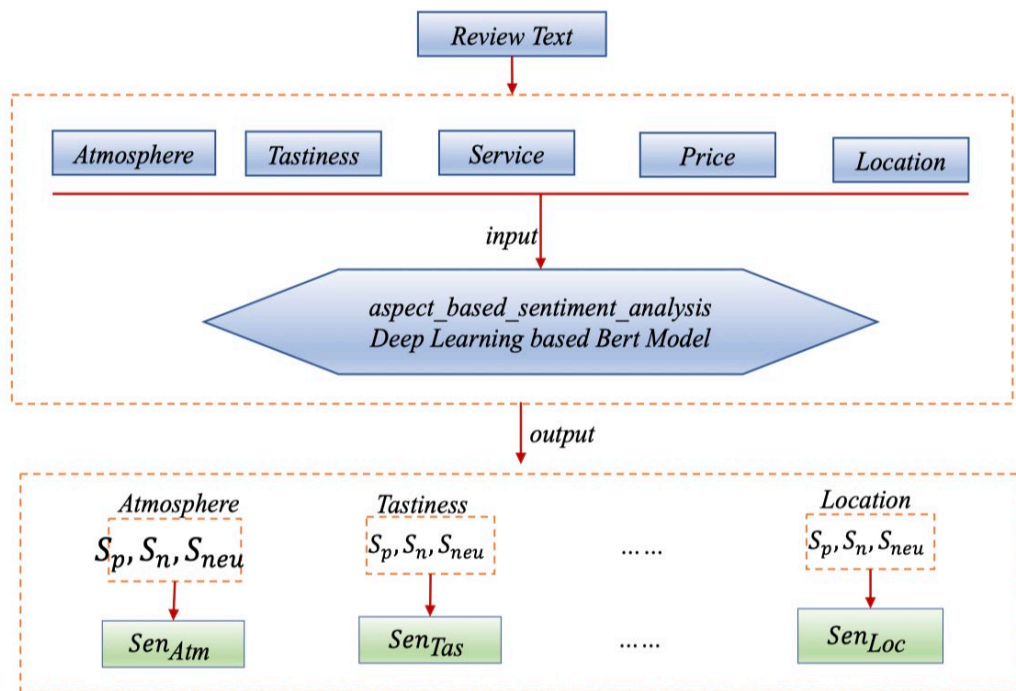 Review Text
Atmosphere
Tastiness
Service
Price
Location
input
aspect_based_sentiment_analysis
Deep Learning based Bert Model
output
Atmosphere
Tastiness
Location
S_p, S_n, S_neu
S_p, S_n, S_neu
......
S_p, S_n, S_neu
Sen_Atm
Sen_Tas
......
Sen_Loc